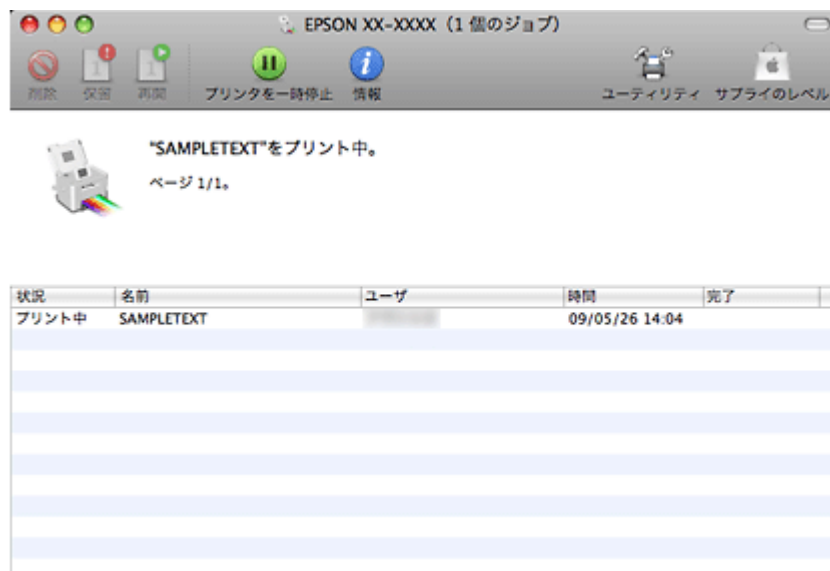 EPSON XX-XXXX（1 個のジョブ）
削除 保留 再開 プリンタを一時停止 情報 ユーティリティ サプライのレベル
"SAMPLETEXT"をプリント中。
ページ 1/1。
状況 名前 ユーザ 時間 完了
プリント中 SAMPLETEXT 09/05/26 14:04